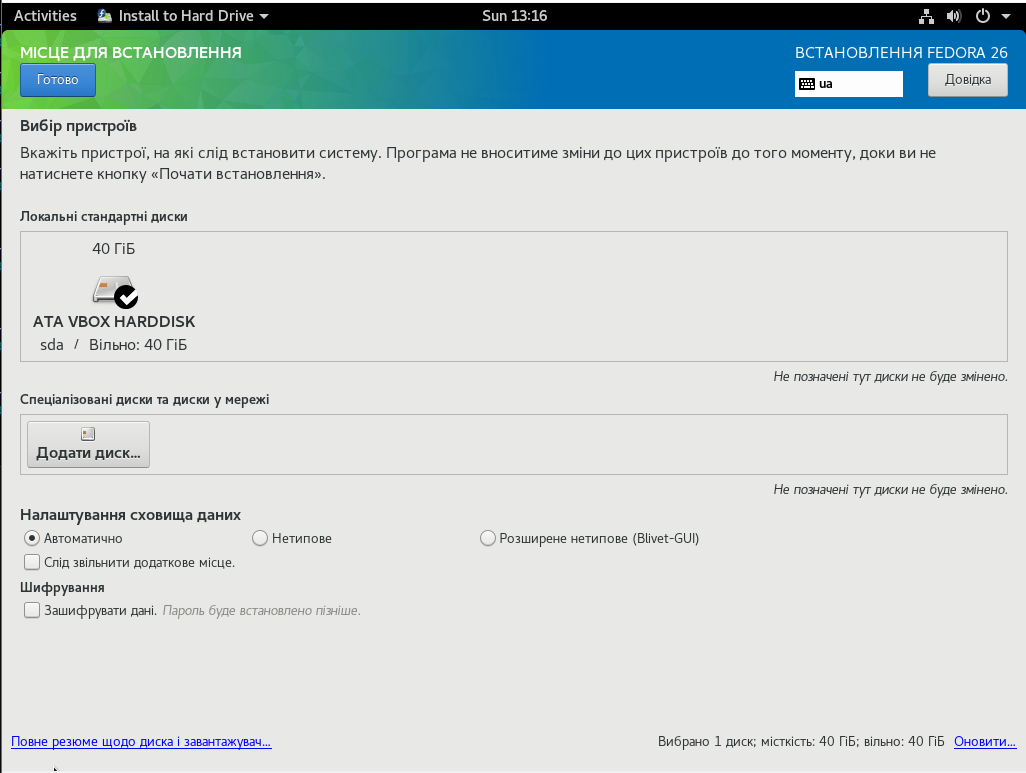 Activities Install to Hard Drive Sun 13:16
МІСЦЕ ДЛЯ ВСТАНОВЛЕННЯ ВСТАНОВЛЕННЯ FEDORA 26
Готово ua Довідка
Вибір пристроїв
Вкажіть пристрої, на які слід встановити систему. Програма не вноситиме зміни до цих пристроїв до того моменту, доки ви не
натиснете кнопку «Почати встановлення».
Локальні стандартні диски
40 ГіБ
ATA VBOX HARDDISK
sda / Вільно: 40 ГіБ
Не позначені тут диски не буде змінено.
Спеціалізовані диски та диски у мережі
Додати диск...
Не позначені тут диски не буде змінено.
Налаштування сховища даних
Автоматично Нетипове Розширене нетипове (Blivet-GUI)
Слід звільнити додаткове місце.
Шифрування
Зашифрувати дані. Пароль буде встановлено пізніше.
Повне резюме щодо диска і завантажувач... Вибрано 1 диск; місткість: 40 ГіБ; вільно: 40 ГіБ Оновити...